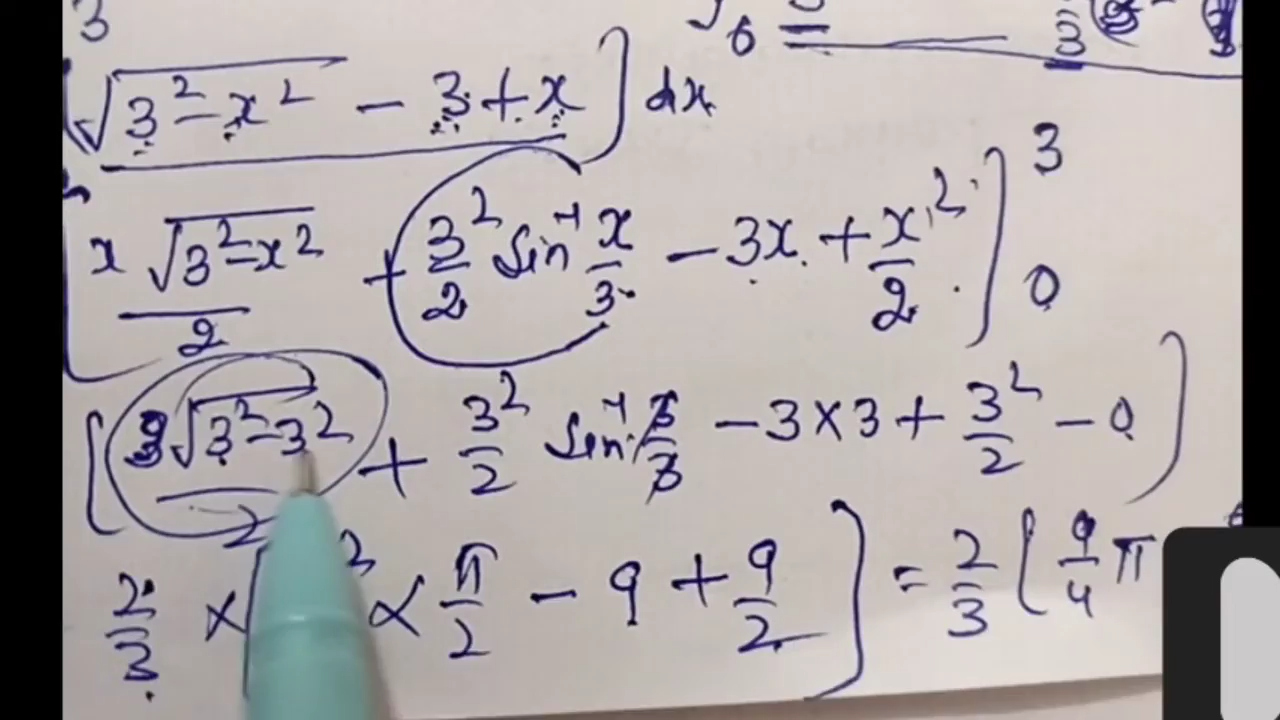 3
√3²-x² - 3+x ] dx
[ x √3²-x² / 2 + 3²/2 sin⁻¹ x/3 - 3x + x²/2 ]³₀
[ 3√3²-3² / 2 + 3²/2 sin⁻¹ 3/3 - 3×3 + 3²/2 - 0 ]
2/3 × [ ² × π/2 - 9 + 9/2 ] = 2/3 [ 9/4 π